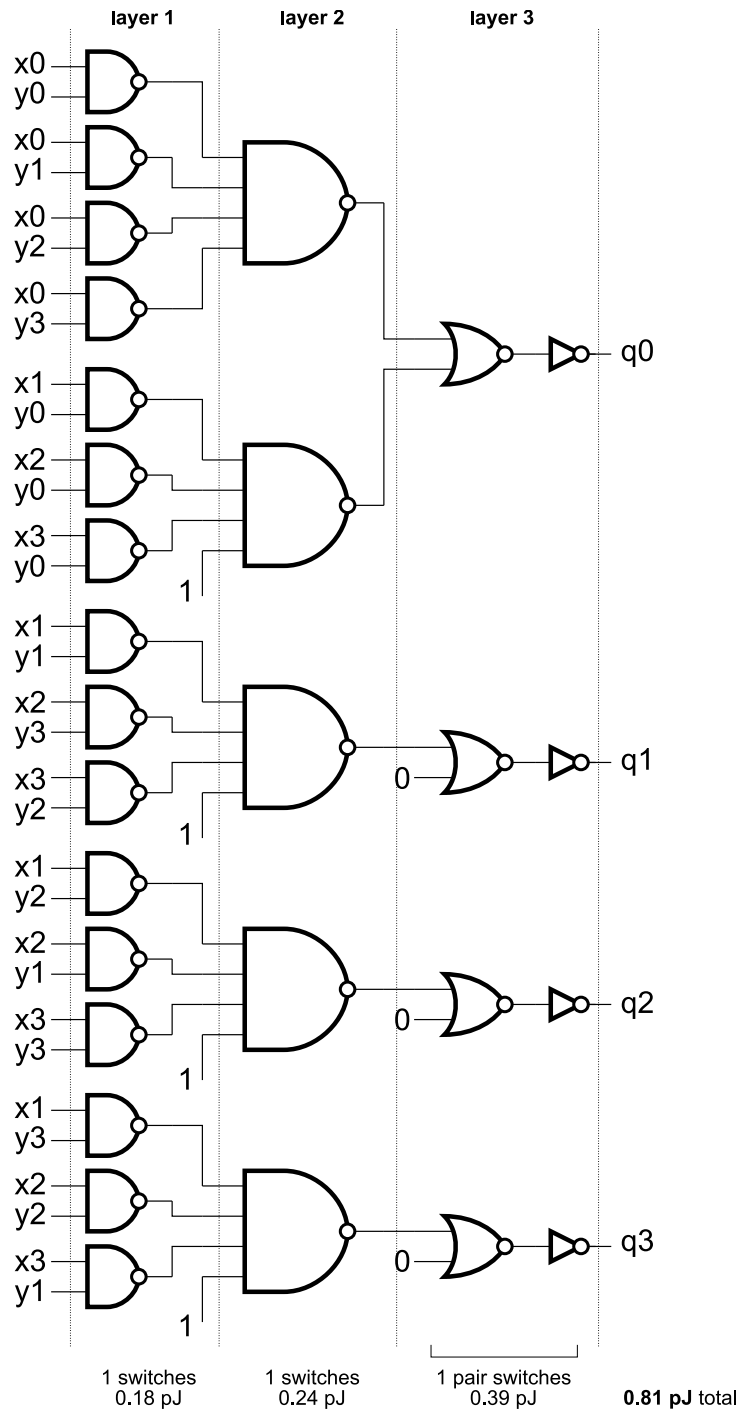 layer 1 layer 2 layer 3
x0
y0
x0
y1
x0
y2
x0
y3
q0
x1
y0
x2
y0
x3
y0
1
x1
y1
x2
y3
q1
x3
0
y2
1
x1
y2
x2
y1
q2
x3
0
y3
1
x1
y3
x2
y2
q3
x3
0
y1
1
1 switches 1 switches 1 pair switches
0.18 pJ 0.24 pJ 0.39 pJ 0.81 pJ total